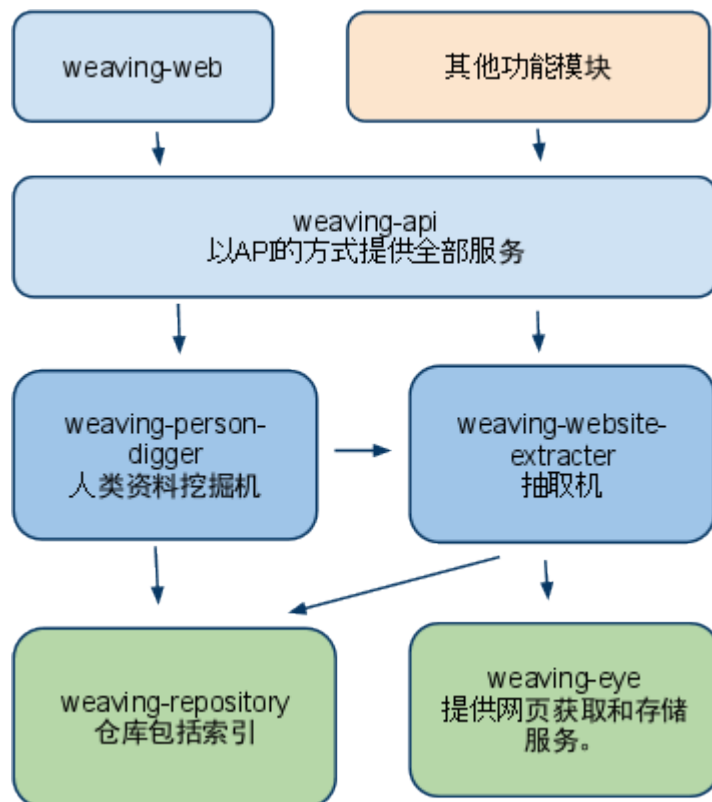 weaving-web
其他功能模块
weaving-api
以API的方式提供全部服务
weaving-person-
digger
人类资料挖掘机
weaving-website-
extracter
抽取机
weaving-repository
仓库包括索引
weaving-eye
提供网页获取和存储
服务。